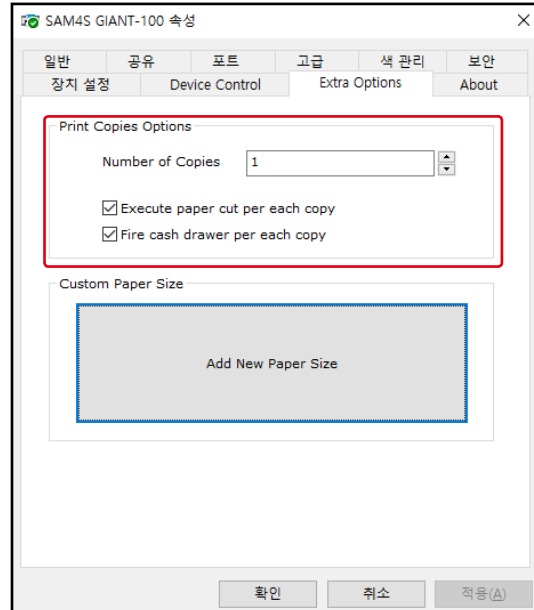 SAM4S GIANT-100 속성
일반 공유 포트 고급 색 관리 보안
장치 설정 Device Control Extra Options About
Print Copies Options
Number of Copies 1
Execute paper cut per each copy
Fire cash drawer per each copy
Custom Paper Size
Add New Paper Size
확인 취소 적용(A)